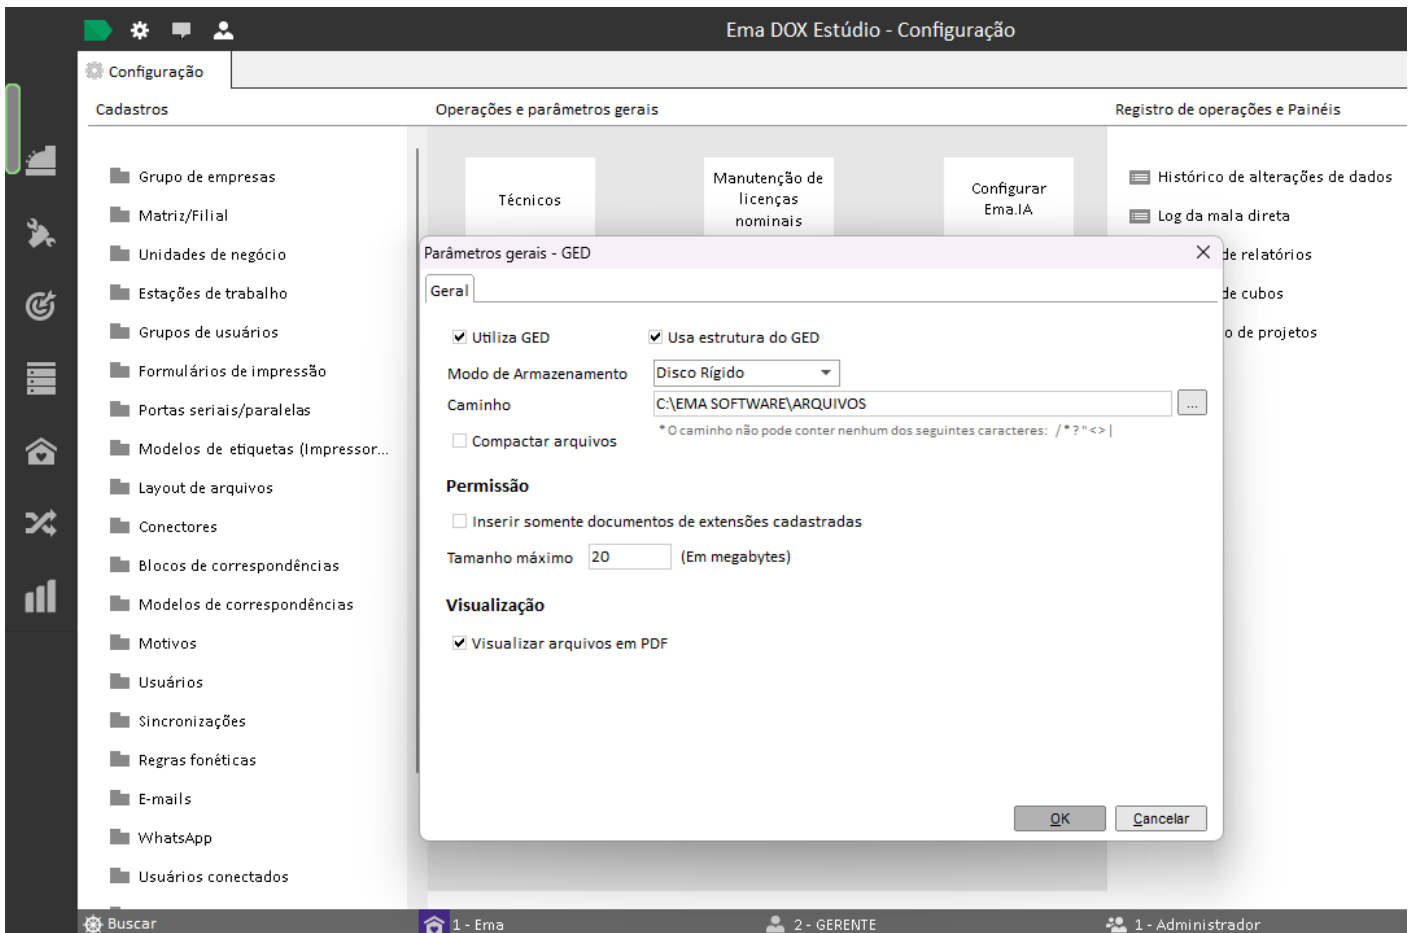 Ema DOX Estúdio - Configuração
Configuração
Cadastros
Operações e parâmetros gerais
Registro de operações e Painéis
Grupo de empresas
Matriz/Filial
Unidades de negócio
Estações de trabalho
Grupos de usuários
Formulários de impressão
Portas seriais/paralelas
Modelos de etiquetas (Impressor...
Layout de arquivos
Conectores
Blocos de correspondências
Modelos de correspondências
Motivos
Usuários
Sincronizações
Regras fonéticas
E-mails
WhatsApp
Usuários conectados
Técnicos
Manutenção de
licenças
nominais
Configurar
Ema.IA
Histórico de alterações de dados
Log da mala direta
de relatórios
de cubos
o de projetos
Parâmetros gerais - GED
Geral
Utiliza GED
Usa estrutura do GED
Modo de Armazenamento
Disco Rígido
Caminho
C:\EMA SOFTWARE\ARQUIVOS
...
* O caminho não pode conter nenhum dos seguintes caracteres: / * ? " < > |
Compactar arquivos
Permissão
Inserir somente documentos de extensões cadastradas
Tamanho máximo 20 (Em megabytes)
Visualização
Visualizar arquivos em PDF
OK
Cancelar
Buscar
1 - Ema
2 - GERENTE
1 - Administrador